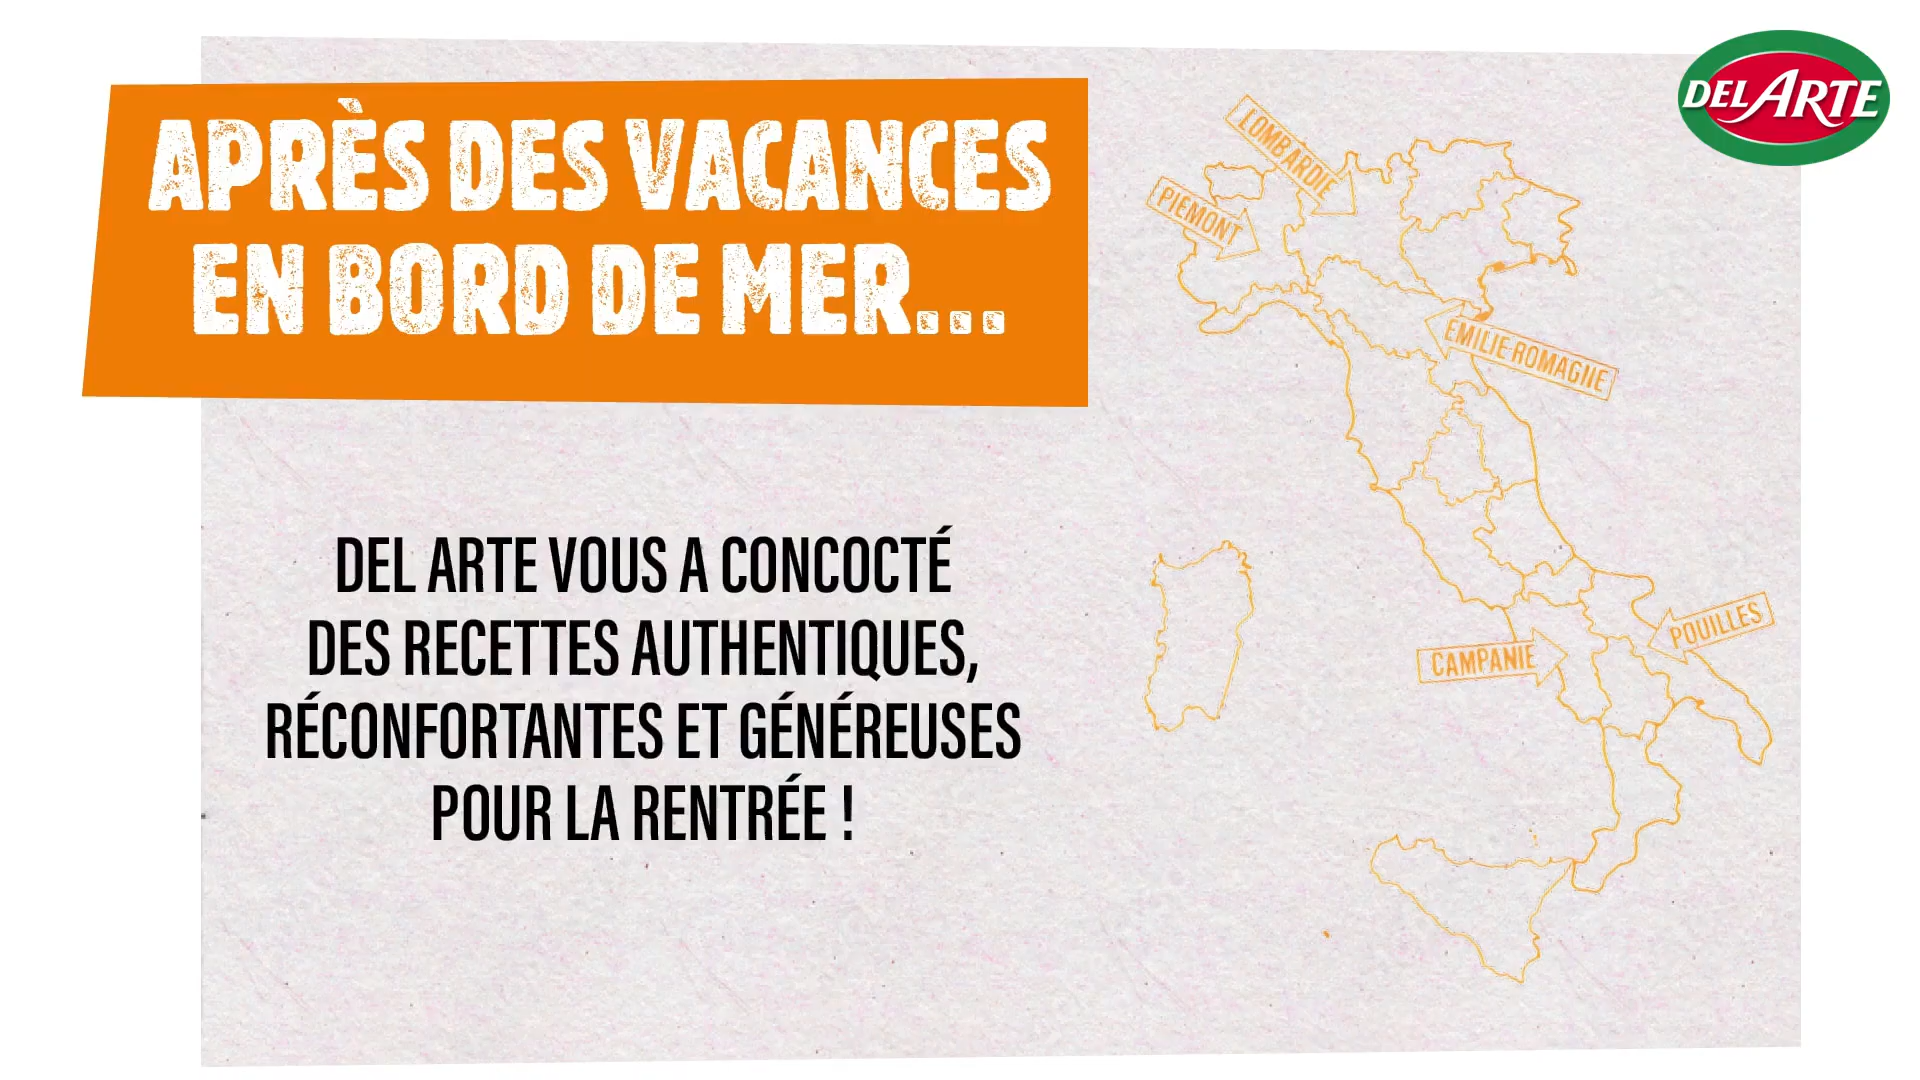 DEL ARTE
APRÈS DES VACANCES
EN BORD DE MER...
LOMBARDIE
PIEMONT
EMILIE-ROMAGNE
DEL ARTE VOUS A CONCOCTÉ
DES RECETTES AUTHENTIQUES,
RÉCONFORTANTES ET GÉNÉREUSES
POUR LA RENTRÉE !
POUILLES
CAMPANIE